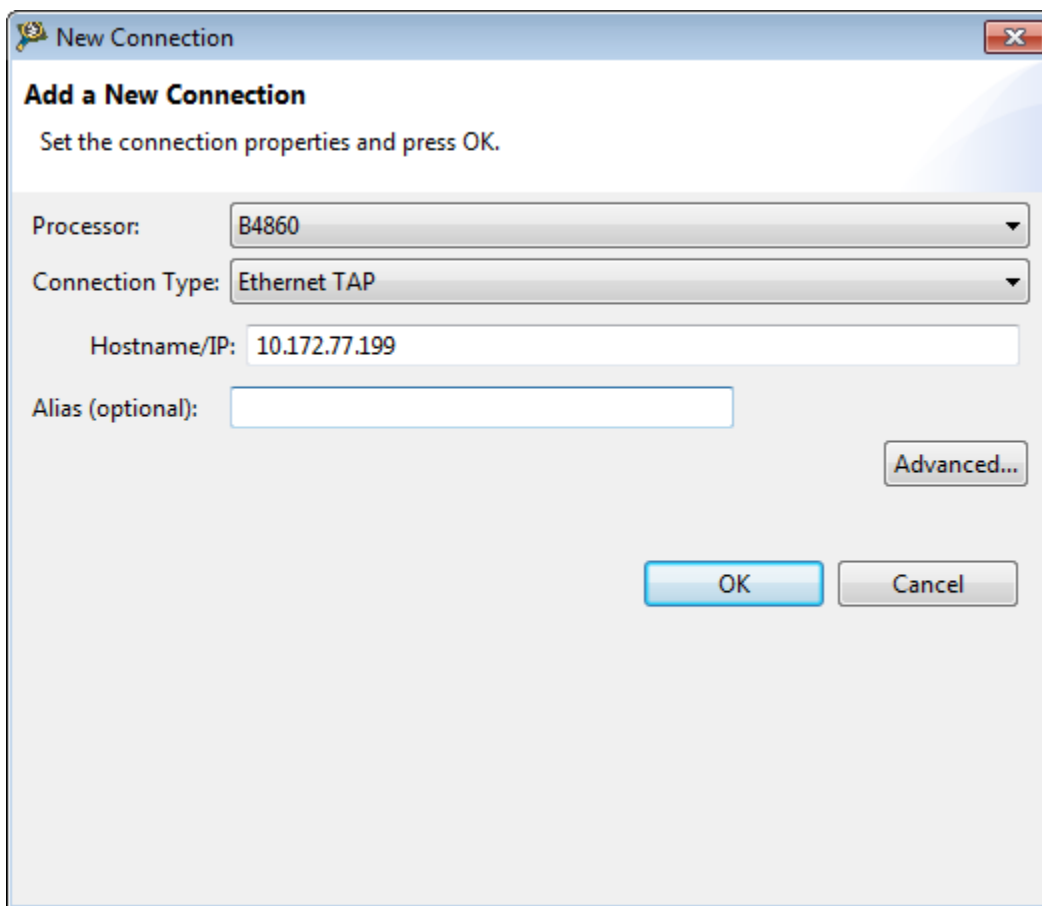 New Connection
Add a New Connection
Set the connection properties and press OK.
Processor: B4860
Connection Type: Ethernet TAP
Hostname/IP: 10.172.77.199
Alias (optional):
Advanced...
OK Cancel